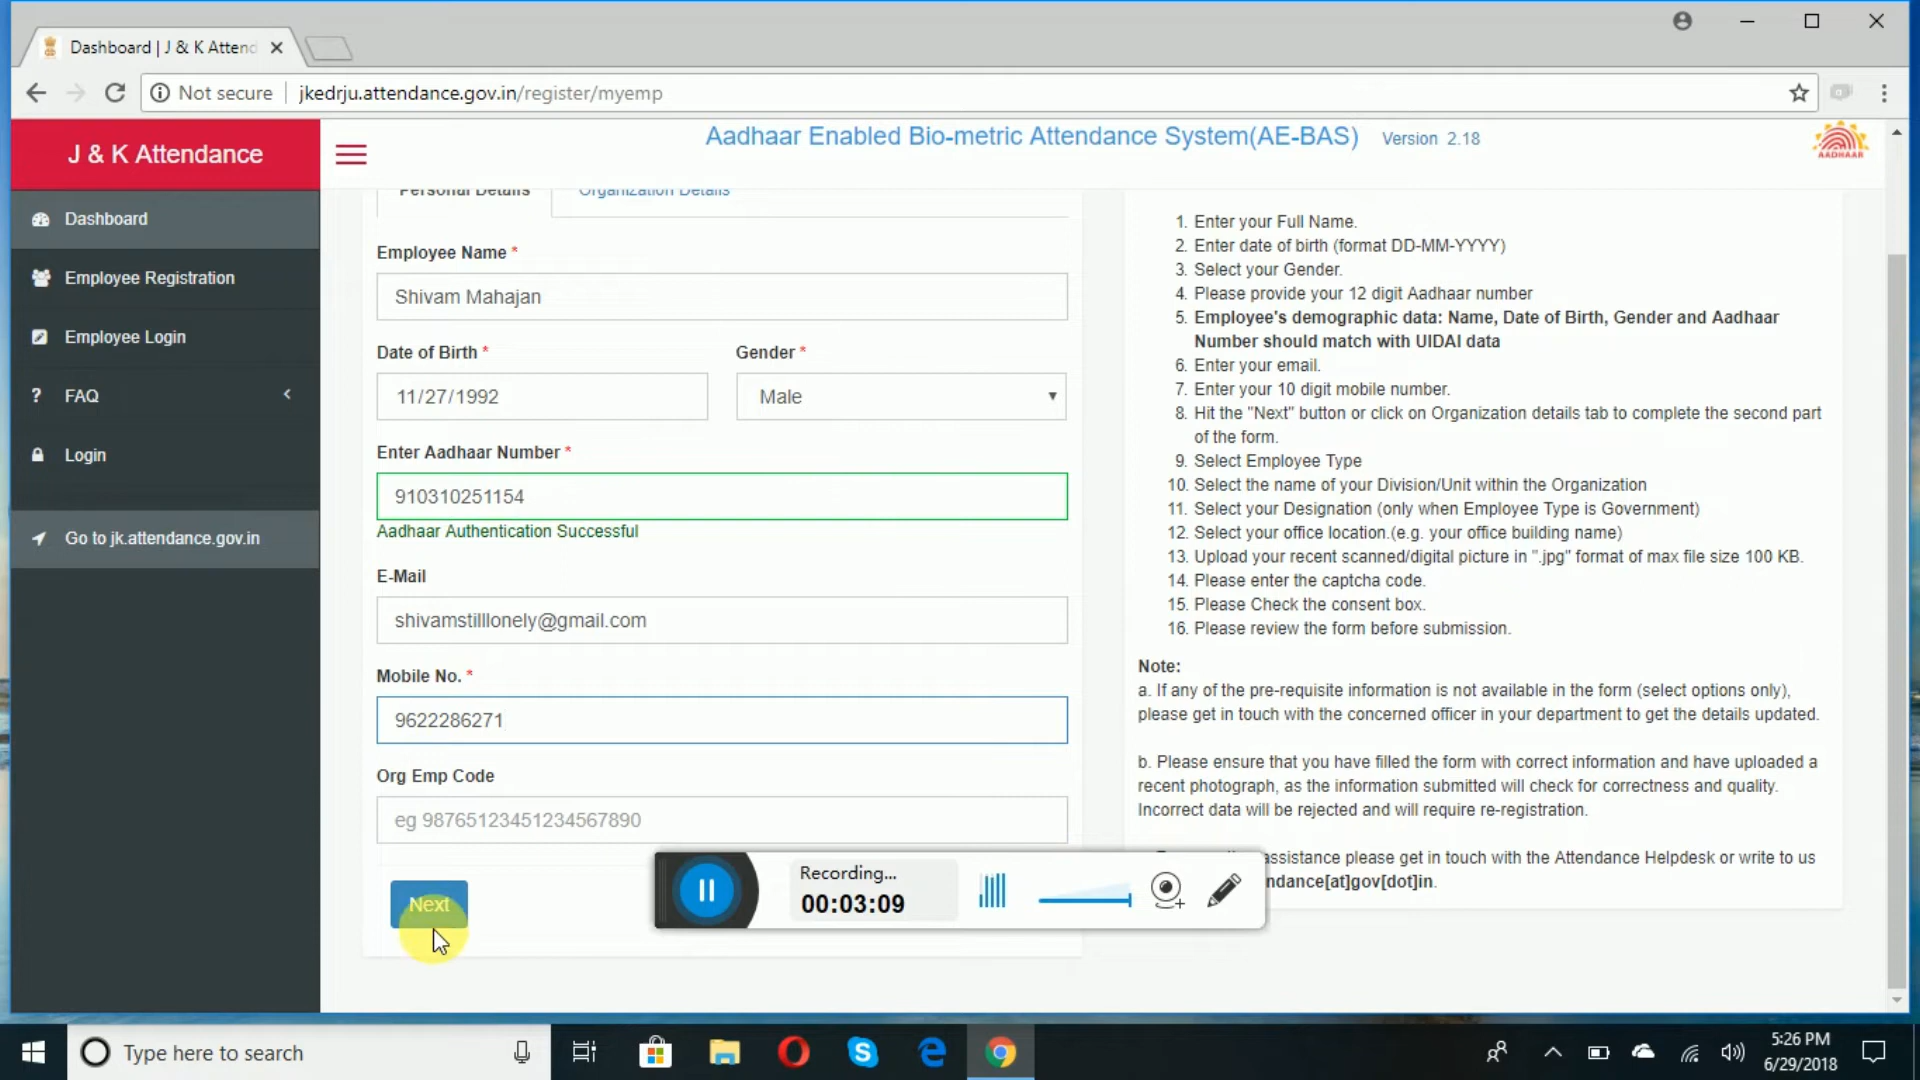 Dashboard | J & K Attend
Not secure
jkedrju.attendance.gov.in/register/myemp
J & K Attendance
Aadhaar Enabled Bio-metric Attendance System(AE-BAS) Version 2.18
AADHAAR
Dashboard
Employee Registration
Employee Login
? FAQ
Login
Go to jk.attendance.gov.in
Personal Details
Organization Details
Employee Name *
Shivam Mahajan
Date of Birth *
Gender *
11/27/1992
Male
Enter Aadhaar Number *
910310251154
Aadhaar Authentication Successful
E-Mail
shivamstilllonely@gmail.com
Mobile No. *
9622286271
Org Emp Code
eg 98765123451234567890
Next
1. Enter your Full Name.
2. Enter date of birth (format DD-MM-YYYY)
3. Select your Gender.
4. Please provide your 12 digit Aadhaar number
5. Employee's demographic data: Name, Date of Birth, Gender and Aadhaar
Number should match with UIDAI data
6. Enter your email.
7. Enter your 10 digit mobile number.
8. Hit the "Next" button or click on Organization details tab to complete the second part
of the form.
9. Select Employee Type
10. Select the name of your Division/Unit within the Organization
11. Select your Designation (only when Employee Type is Government)
12. Select your office location.(e.g. your office building name)
13. Upload your recent scanned/digital picture in ".jpg" format of max file size 100 KB.
14. Please enter the captcha code.
15. Please Check the consent box.
16. Please review the form before submission.
Note:
a. If any of the pre-requisite information is not available in the form (select options only),
please get in touch with the concerned officer in your department to get the details updated.
b. Please ensure that you have filled the form with correct information and have uploaded a
recent photograph, as the information submitted will check for correctness and quality.
Incorrect data will be rejected and will require re-registration.
assistance please get in touch with the Attendance Helpdesk or write to us
ndance[at]gov[dot]in.
Recording...
00:03:09
Type here to search
5:26 PM
6/29/2018